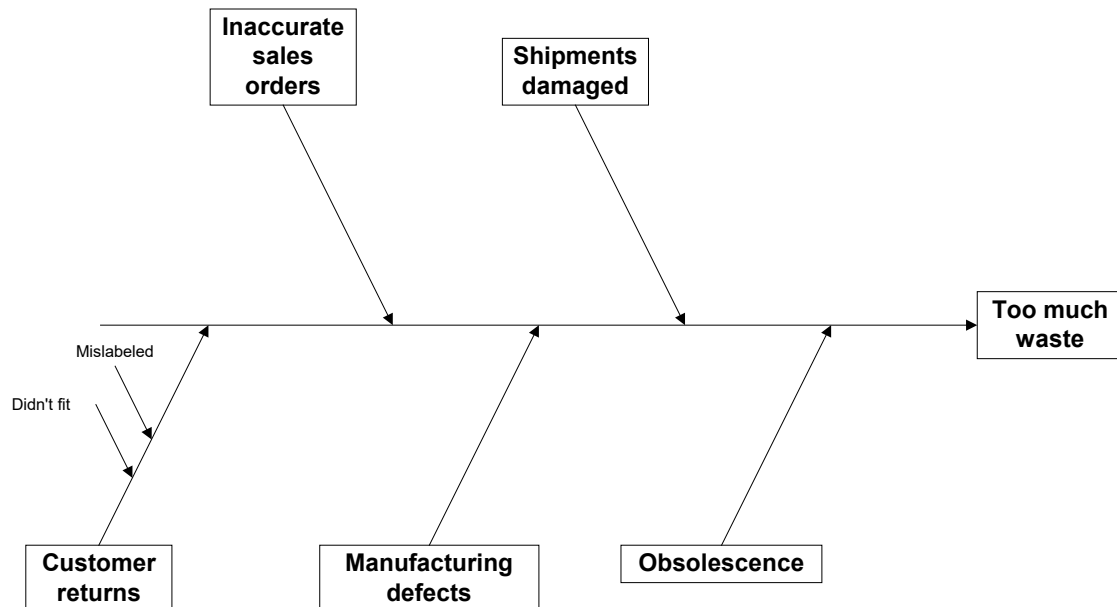 Inaccurate
sales
orders
Shipments
damaged
Too much
waste
Mislabeled
Didn't fit
Customer
returns
Manufacturing
defects
Obsolescence